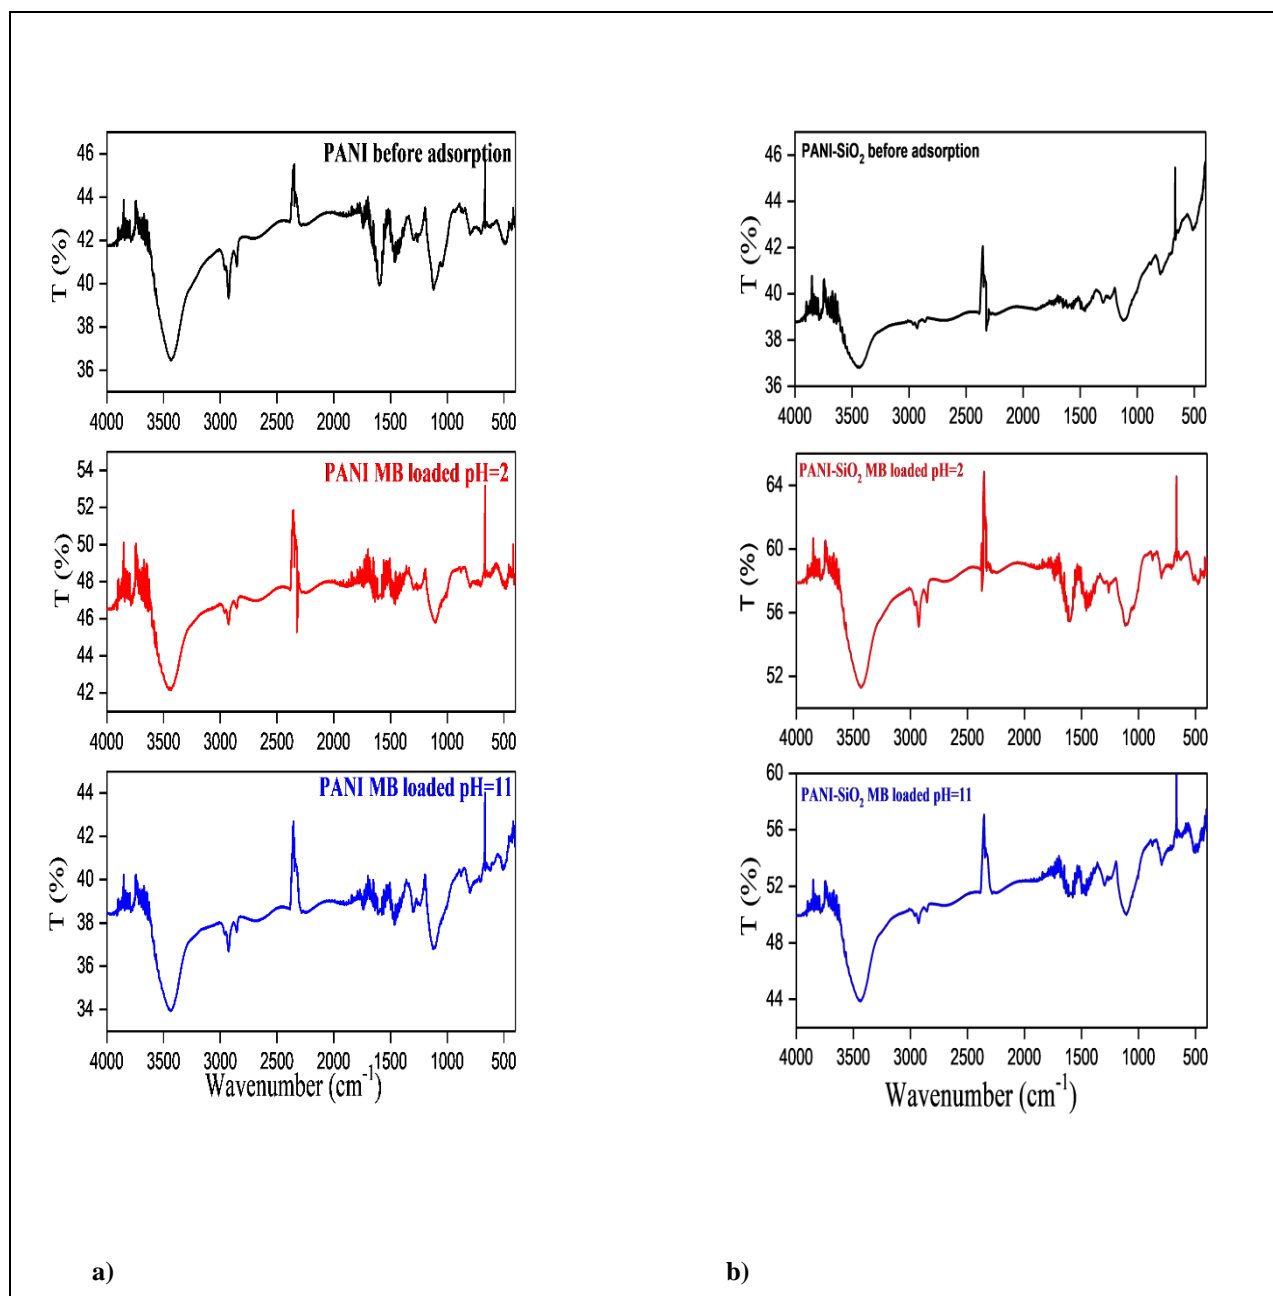 PANI before adsorption
46
44
42
40
38
36
T (%)
4000 3500 3000 2500 2000 1500 1000 500
PANI MB loaded pH=2
54
52
50
48
46
44
42
T (%)
4000 3500 3000 2500 2000 1500 1000 500
PANI MB loaded pH=11
42
40
38
36
34
T (%)
4000 3500 3000 2500 2000 1500 1000 500
Wavenumber (cm⁻¹)
a)
PANI-SiO₂ before adsorption
46
44
42
40
38
36
T (%)
4000 3500 3000 2500 2000 1500 1000 500
PANI-SiO₂ MB loaded pH=2
64
60
56
52
T (%)
4000 3500 3000 2500 2000 1500 1000 500
PANI-SiO₂ MB loaded pH=11
60
56
52
48
44
T (%)
4000 3500 3000 2500 2000 1500 1000 500
Wavenumber (cm⁻¹)
b)